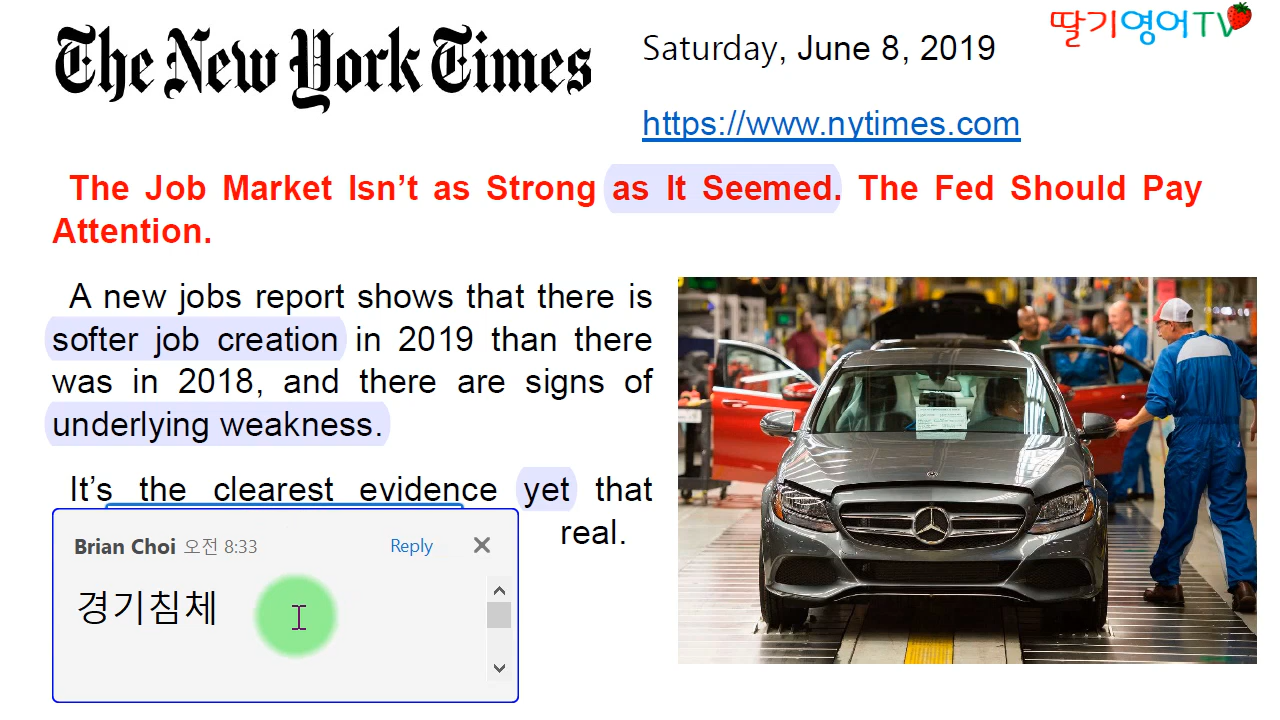 The New York Times
Saturday, June 8, 2019
딸기영어TV
https://www.nytimes.com
The Job Market Isn't as Strong as It Seemed. The Fed Should Pay
Attention.
A new jobs report shows that there is
softer job creation in 2019 than there
was in 2018, and there are signs of
underlying weakness.
It's the clearest evidence yet that
real.
Brian Choi 오전 8:33 Reply
경기침체